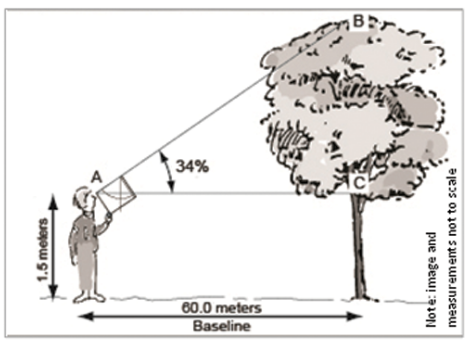 B
A
34%
C
1.5 meters
60.0 meters
Baseline
Note: image and
measurements not to scale